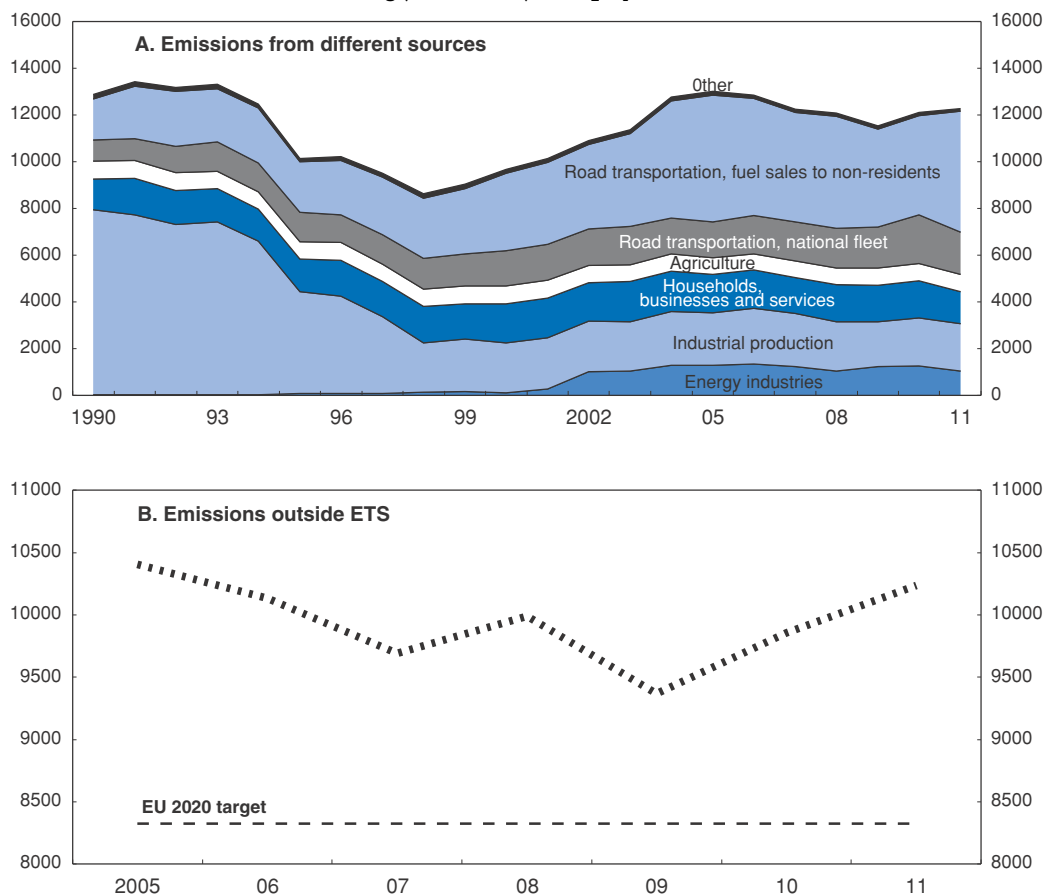 16000 16000
A. Emissions from different sources
14000 14000
0ther
12000 12000
10000 10000
Road transportation, fuel sales to non-residents
8000 8000
Road transportation, national fleet
6000 6000
Agriculture
Households,
businesses and services
4000 4000
Industrial production
2000 2000
Energy industries
0 0
1990 93 96 99 2002 05 08 11
11000 11000
B. Emissions outside ETS
10500 10500
10000 10000
9500 9500
9000 9000
8500 8500
EU 2020 target
8000 8000
2005 06 07 08 09 10 11